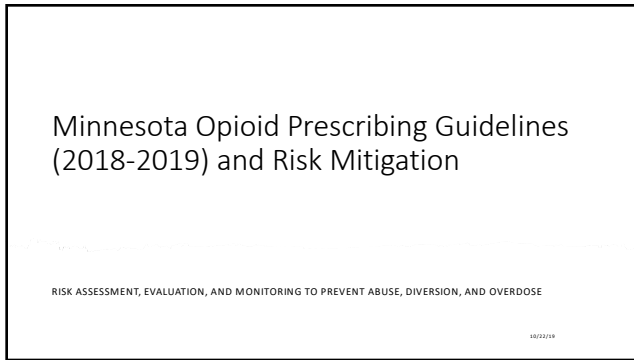 Minnesota Opioid Prescribing Guidelines
(2018-2019) and Risk Mitigation
RISK ASSESSMENT, EVALUATION, AND MONITORING TO PREVENT ABUSE, DIVERSION, AND OVERDOSE
10/22/19